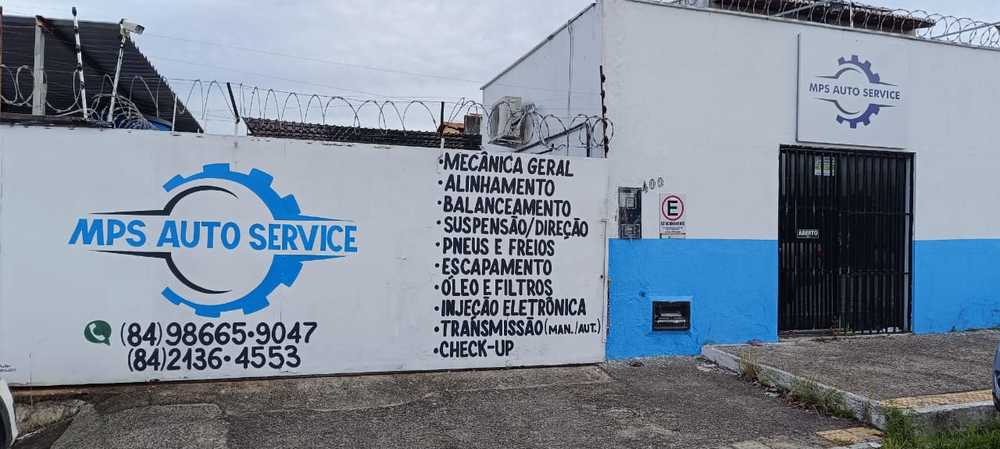 MPS AUTO SERVICE
(84) 98665-9047
(84) 2136-4553
•MECÂNICA GERAL
•ALINHAMENTO
•BALANCEAMENTO
•SUSPENSÃO/DIREÇÃO
•PNEUS E FREIOS
•ESCAPAMENTO
•ÓLEO E FILTROS
•INJEÇÃO ELETRÔNICA
•TRANSMISSÃO (MAN./AUT.)
•CHECK-UP
400
E
MPS AUTO SERVICE
ABERTO